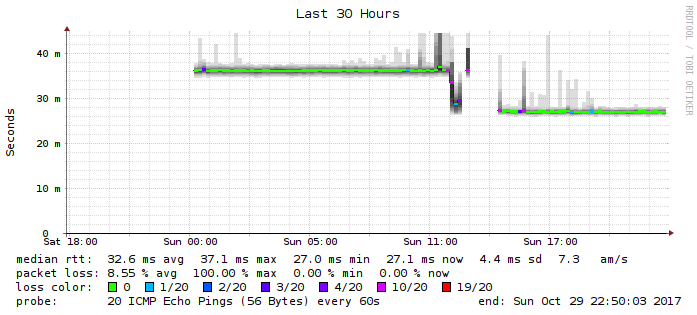 Last 30 Hours
RRDTOOL / TOBI OETIKER
Seconds
40 m
30 m
20 m
10 m
0
Sat 18:00 Sun 00:00 Sun 05:00 Sun 11:00 Sun 17:00
median rtt: 32.6 ms avg 37.1 ms max 27.0 ms min 27.1 ms now 4.4 ms sd 7.3 am/s
packet loss: 8.55 % avg 100.00 % max 0.00 % min 0.00 % now
loss color: 0 1/20 2/20 3/20 4/20 10/20 19/20
probe: 20 ICMP Echo Pings (56 Bytes) every 60s end: Sun Oct 29 22:50:03 2017